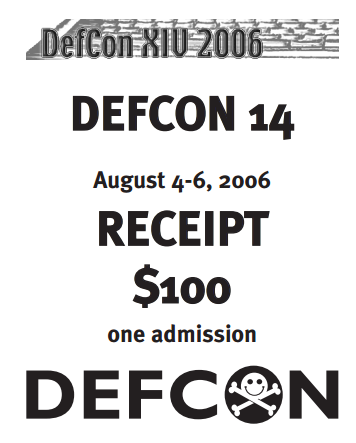 DefCon XIV 2006
DEFCON 14
August 4-6, 2006
RECEIPT
$100
one admission
DEFCON